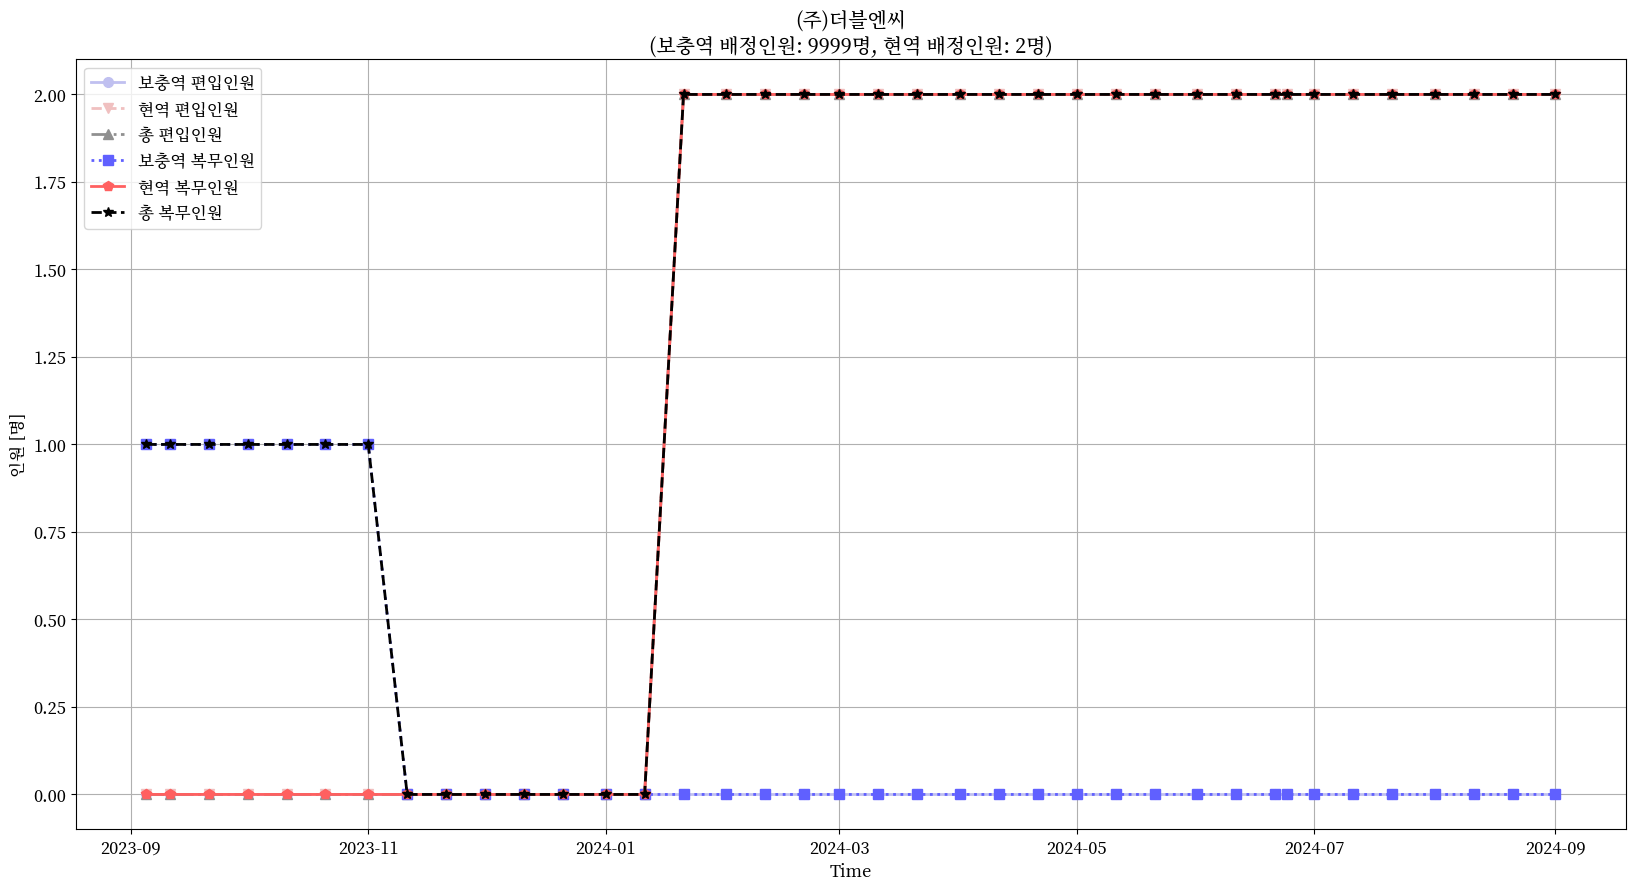 (주)더블엔씨
(보충역 배정인원: 9999명, 현역 배정인원: 2명)
보충역 편입인원
현역 편입인원
총 편입인원
보충역 복무인원
현역 복무인원
총 복무인원
2.00
1.75
1.50
1.25
1.00
0.75
0.50
0.25
0.00
인원 [명]
2023-09
2023-11
2024-01
2024-03
2024-05
2024-07
2024-09
Time